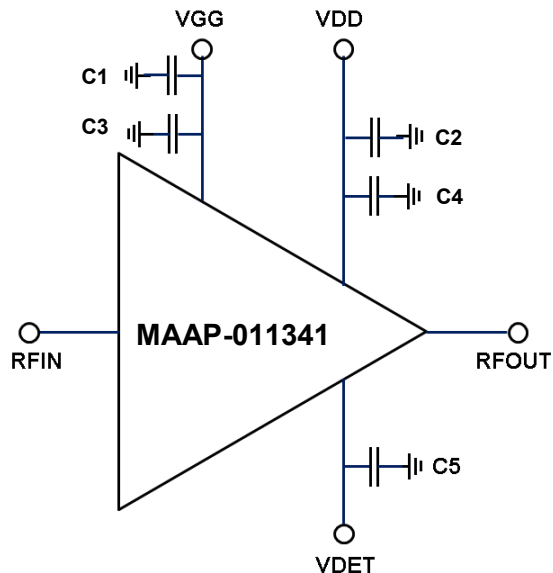 VGG
VDD
C1
C3
C2
C4
MAAP-011341
RFIN
RFOUT
C5
VDET